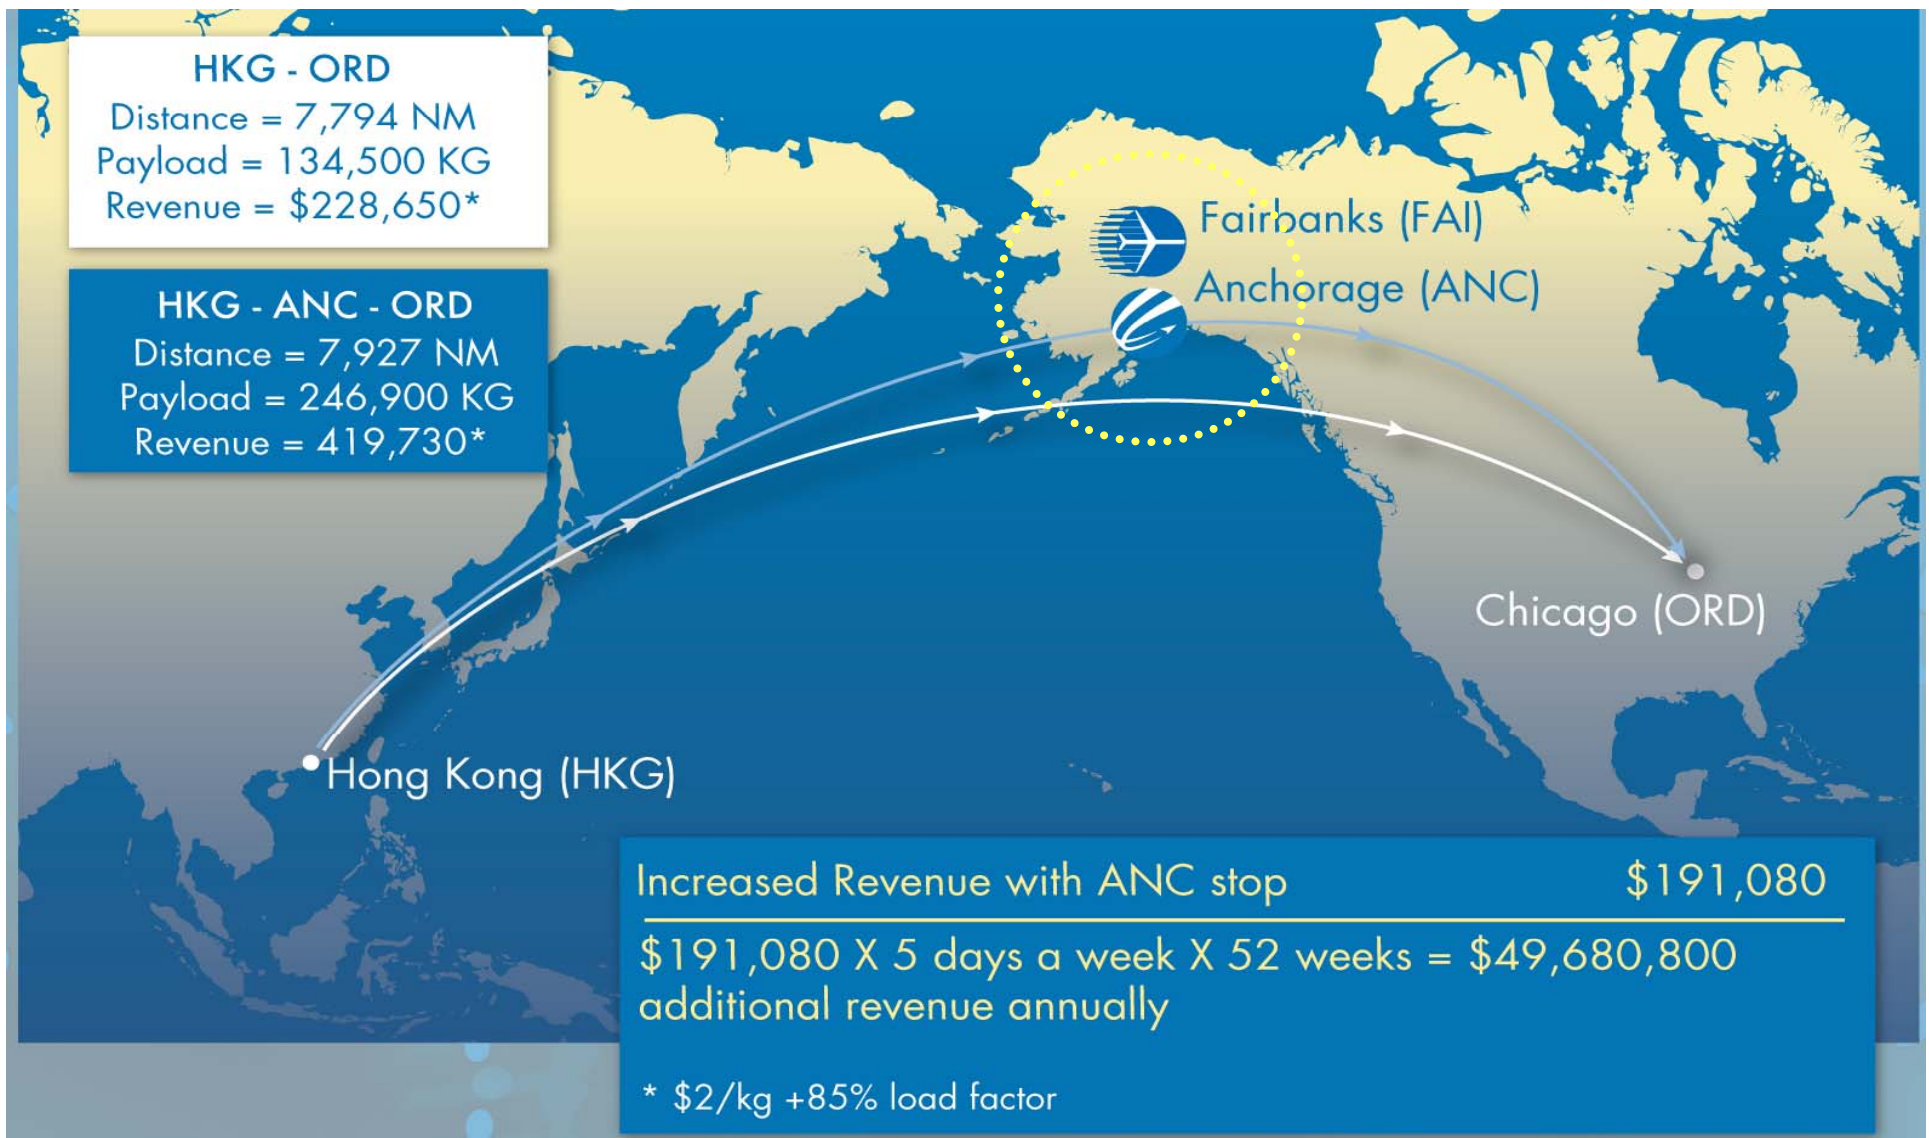 HKG - ORD
Distance = 7,794 NM
Payload = 134,500 KG
Revenue = $228,650*
HKG - ANC - ORD
Distance = 7,927 NM
Payload = 246,900 KG
Revenue = 419,730*
Fairbanks (FAI)
Anchorage (ANC)
Chicago (ORD)
Hong Kong (HKG)
Increased Revenue with ANC stop $191,080
$191,080 X 5 days a week X 52 weeks = $49,680,800
additional revenue annually
* $2/kg +85% load factor